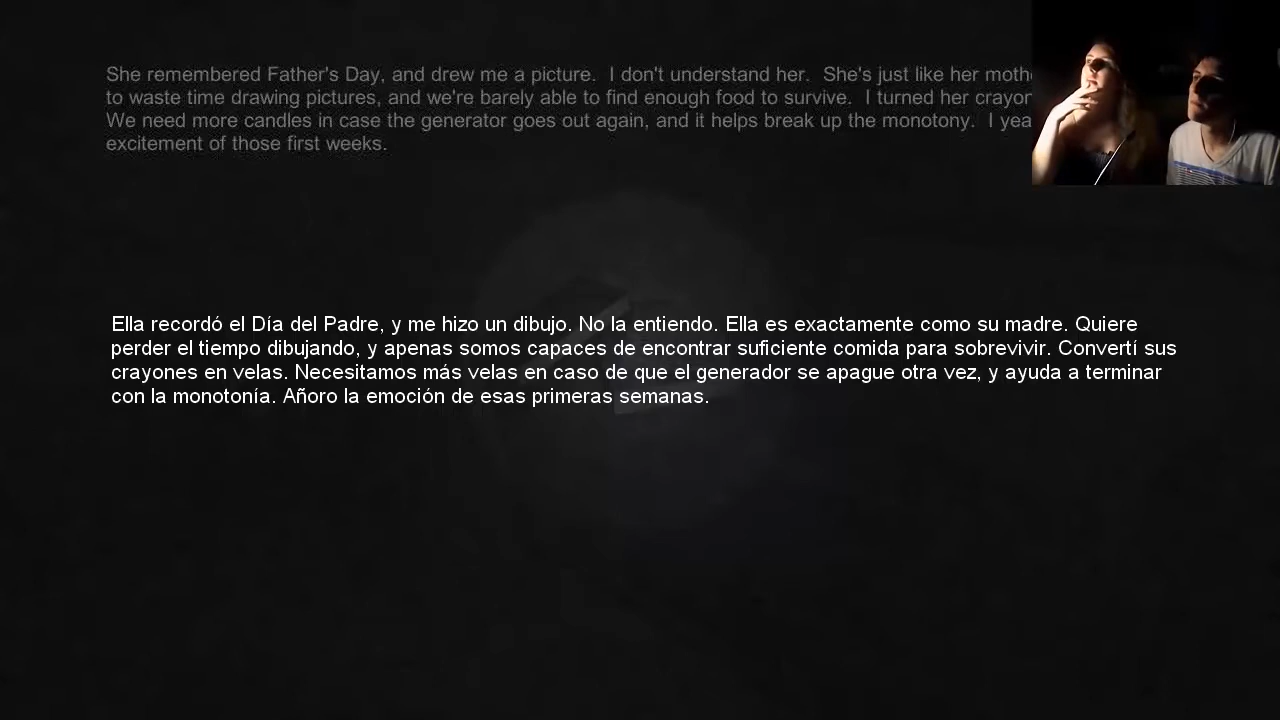 She remembered Father's Day, and drew me a picture.  I don't understand her.  She's just like her
to waste time drawing pictures, and we're barely able to find enough food to survive.  I turned her
We need more candles in case the generator goes out again, and it helps break up the monotony.  I
excitement of those first weeks.
Ella recordó el Día del Padre, y me hizo un dibujo. No la entiendo. Ella es exactamente como su madre. Quiere
perder el tiempo dibujando, y apenas somos capaces de encontrar suficiente comida para sobrevivir. Convertí sus
crayones en velas. Necesitamos más velas en caso de que el generador se apague otra vez, y ayuda a terminar
con la monotonía. Añoro la emoción de esas primeras semanas.